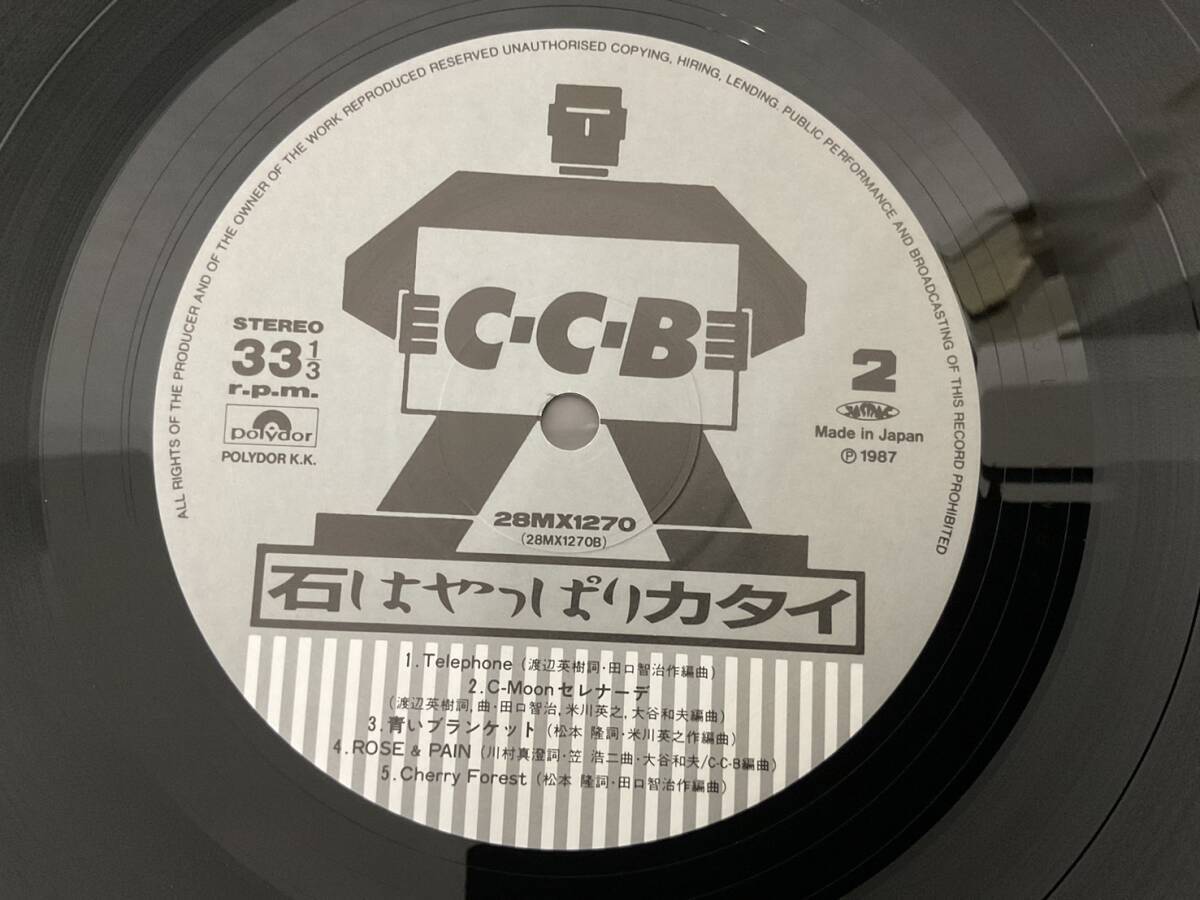 ALL RIGHTS OF THE PRODUCER AND OF THE OWNER OF THE WORK REPRODUCED RESERVED UNAUTHORISED COPYING, HIRING, LENDING. PUBLIC PERFORMANCE AND BROADCASTING OF THIS RECORD PROHIBITED
C-C-B
STEREO
33 1/3
r.p.m.
polydor
POLYDOR K.K.
2
Made in Japan
Ⓟ 1987
28MX1270
(28MX1270B)
石はやっぱりカタイ
1. Telephone (渡辺英樹詞・田口智治作編曲)
2. C-Moonセレナーデ
(渡辺英樹詞, 曲・田口智治, 米川英之, 大谷和夫編曲)
3. 青いブランケット (松本 隆詞・米川英之作編曲)
4. ROSE & PAIN (川村真澄詞・笠 浩二曲・大谷和夫/C-C-B編曲)
5. Cherry Forest (松本 隆詞・田口智治作編曲)